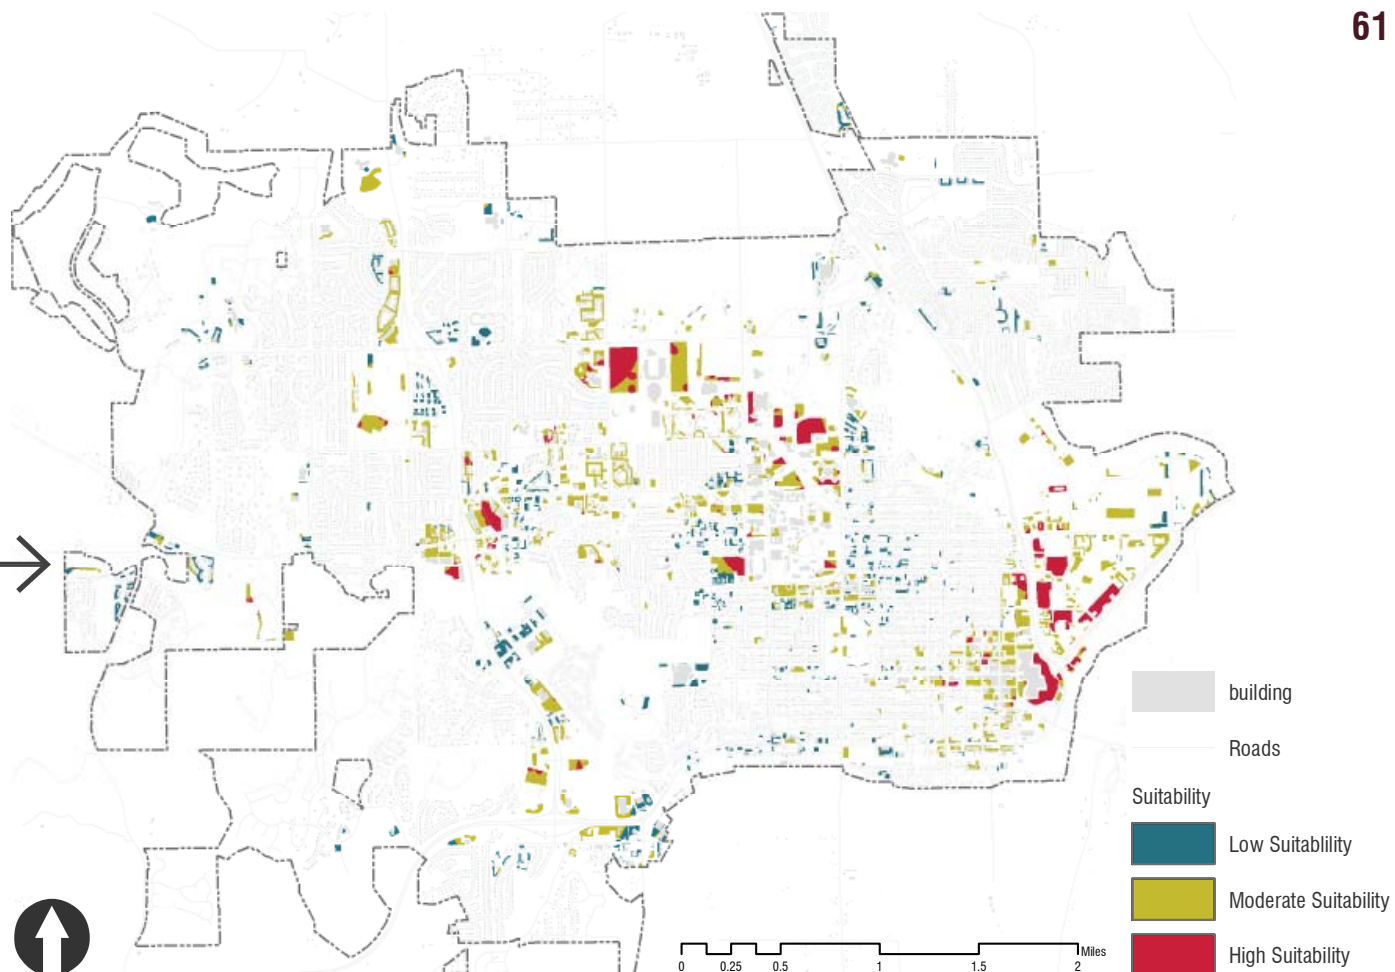 61
building
Roads
Suitability
Low Suitablility
Moderate Suitability
High Suitability
Miles
0 0.25 0.5 1 1.5 2